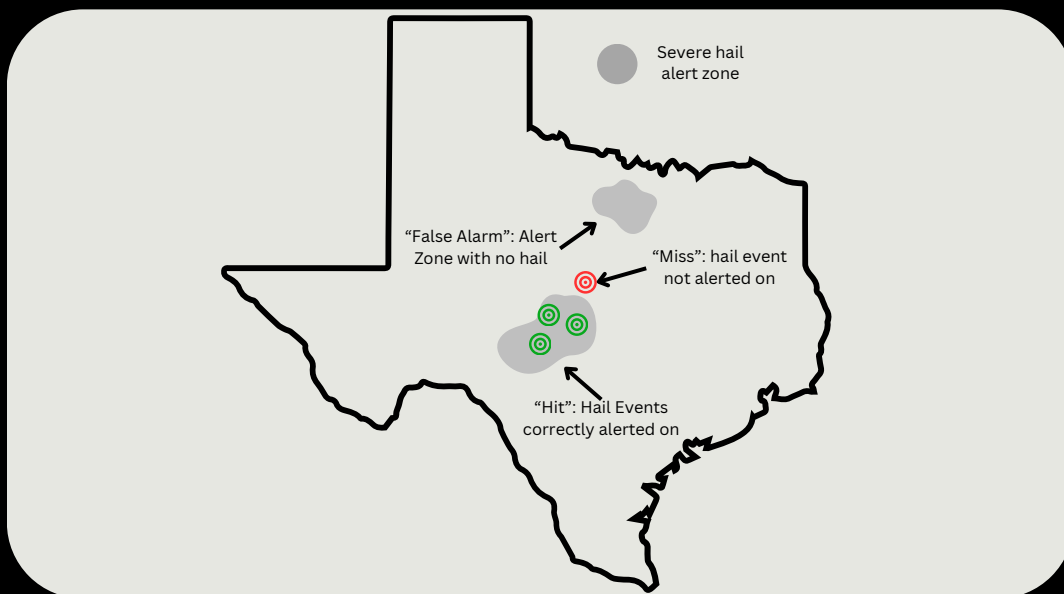 Severe hail
alert zone
“False Alarm”: Alert
Zone with no hail
“Miss”: hail event
not alerted on
“Hit”: Hail Events
correctly alerted on